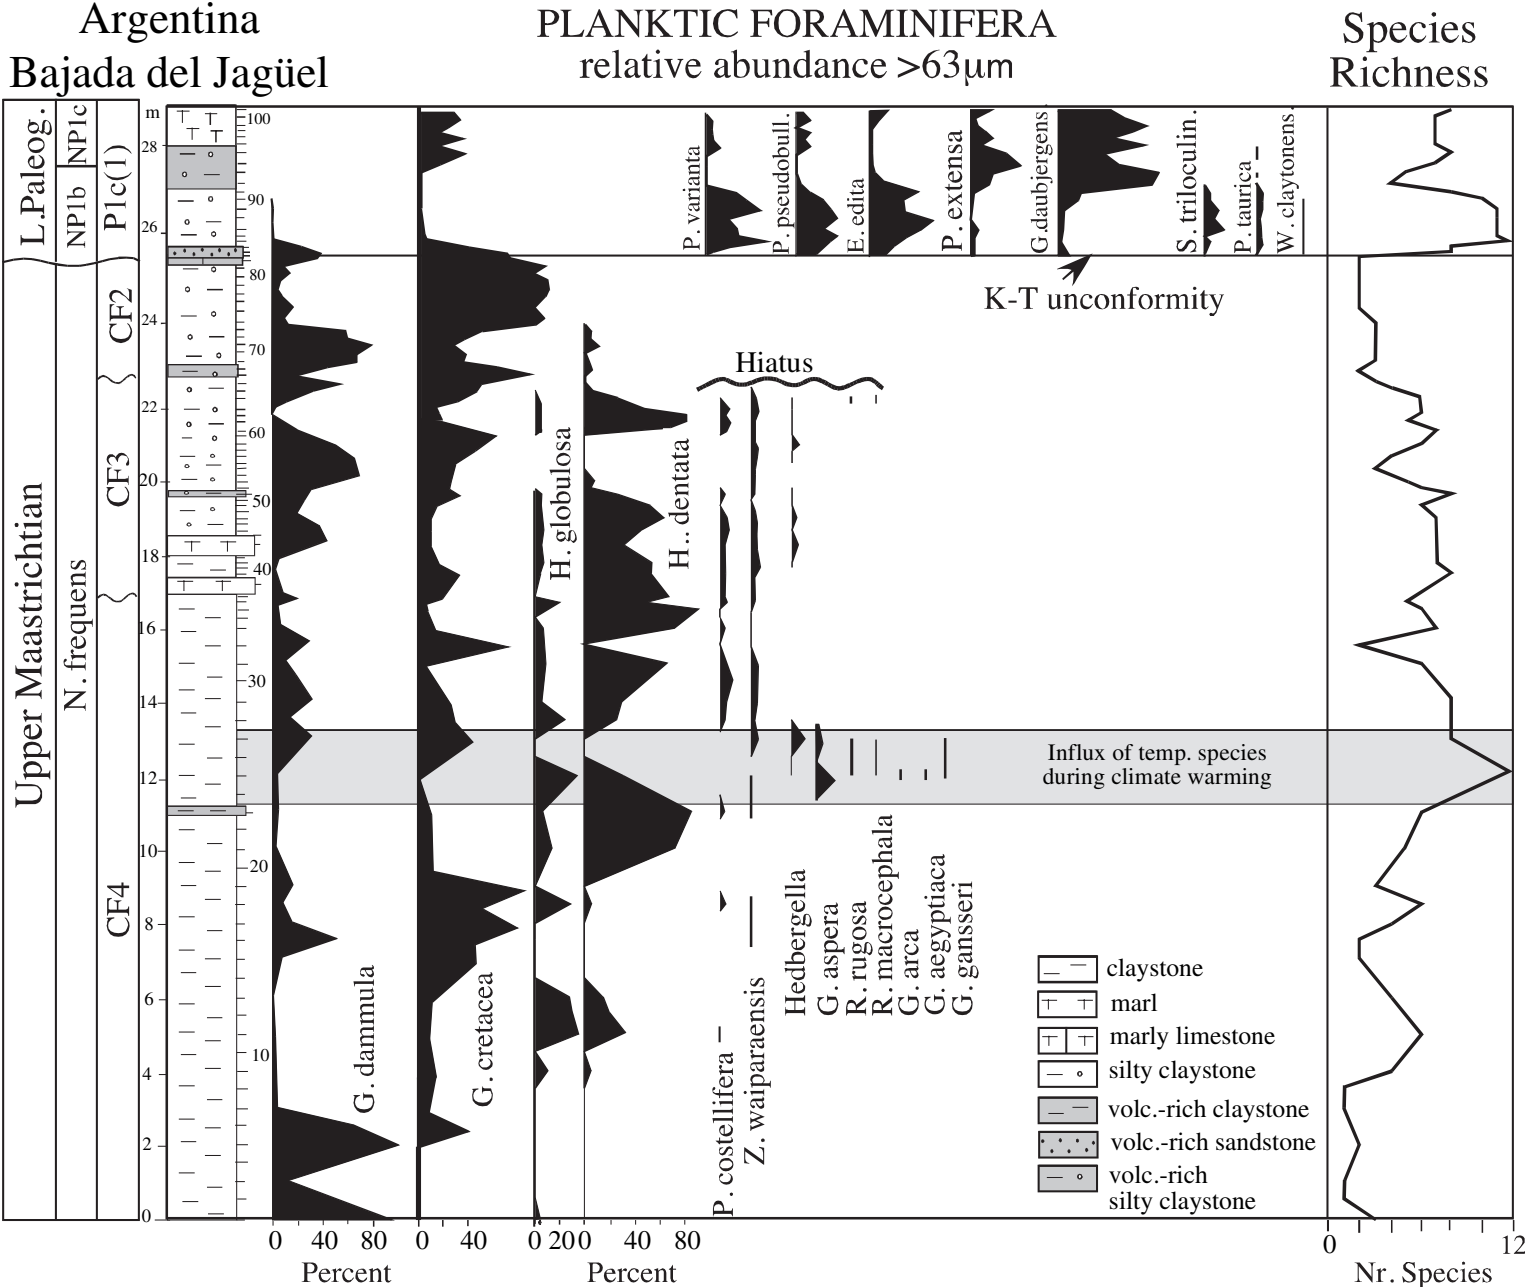 Argentina
Bajada del Jagüel
PLANKTIC FORAMINIFERA
relative abundance >63µm
Species
Richness
L.Paleog.
NP1c
NP1b
P1c(1)
Upper Maastrichtian
N. frequens
CF2
CF3
CF4
m
28
26
24
22
20
18
16
14
12
10
8
6
4
2
0
100
90
80
70
60
50
40
30
20
10
P. varianta
P. pseudobull.
E. edita
P. extensa
G.daubjergens
S. triloculin.
P. taurica
W. claytonens.
K-T unconformity
Hiatus
H. globulosa
H.. dentata
Influx of temp. species
during climate warming
G. dammula
G. cretacea
P. costellifera
Z. waiparaensis
Hedbergella
G. aspera
R. rugosa
R. macrocephala
G. arca
G. aegyptiaca
G. gansseri
claystone
marl
marly limestone
silty claystone
volc.-rich claystone
volc.-rich sandstone
volc.-rich
silty claystone
0 40 80 0 40 0 20 0 40 80
0 12
Percent
Percent
Nr. Species